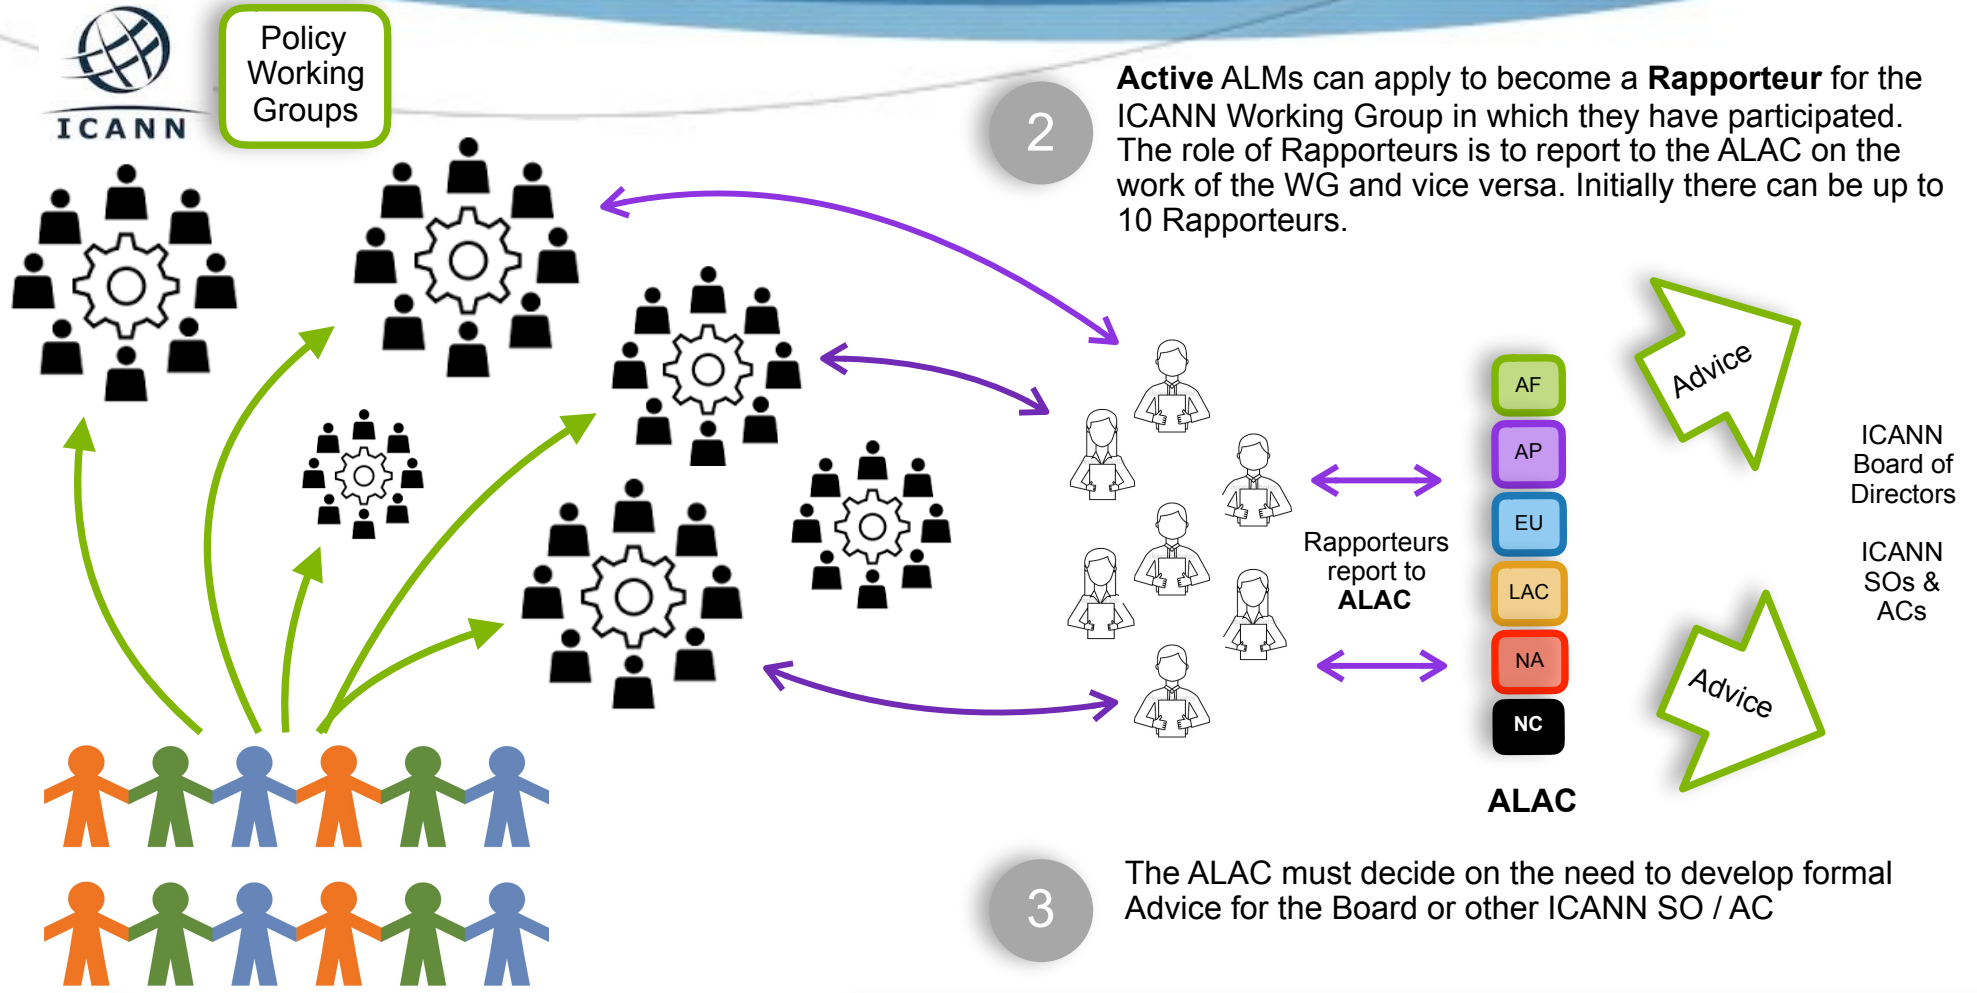 ICANN
Policy
Working
Groups
2
Active ALMs can apply to become a Rapporteur for the
ICANN Working Group in which they have participated.
The role of Rapporteurs is to report to the ALAC on the
work of the WG and vice versa. Initially there can be up to
10 Rapporteurs.
Rapporteurs
report to
ALAC
AF
AP
EU
LAC
NA
NC
ALAC
Advice
Advice
ICANN
Board of
Directors
ICANN
SOs &
ACs
3
The ALAC must decide on the need to develop formal
Advice for the Board or other ICANN SO / AC